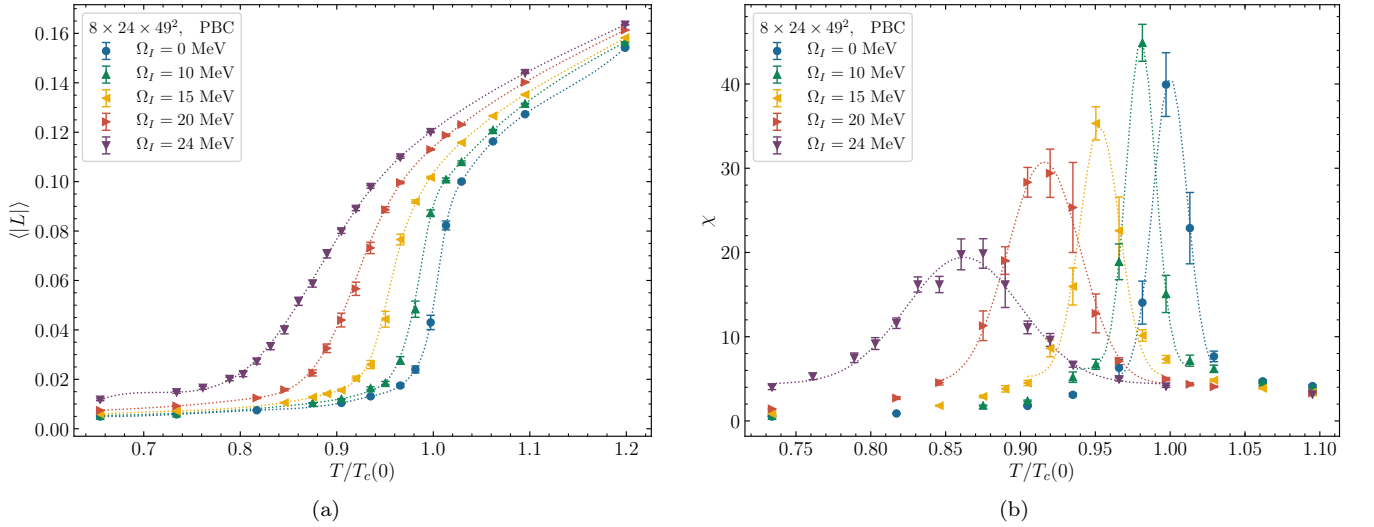 8 × 24 × 49², PBC
Ω_I = 0 MeV
Ω_I = 10 MeV
Ω_I = 15 MeV
Ω_I = 20 MeV
Ω_I = 24 MeV
0.16
0.14
0.12
0.10
0.08
0.06
0.04
0.02
0.00
⟨|L|⟩
0.7 0.8 0.9 1.0 1.1 1.2
T/T_c(0)
(a)
8 × 24 × 49², PBC
Ω_I = 0 MeV
Ω_I = 10 MeV
Ω_I = 15 MeV
Ω_I = 20 MeV
Ω_I = 24 MeV
40
30
20
10
0
χ
0.75 0.80 0.85 0.90 0.95 1.00 1.05 1.10
T/T_c(0)
(b)